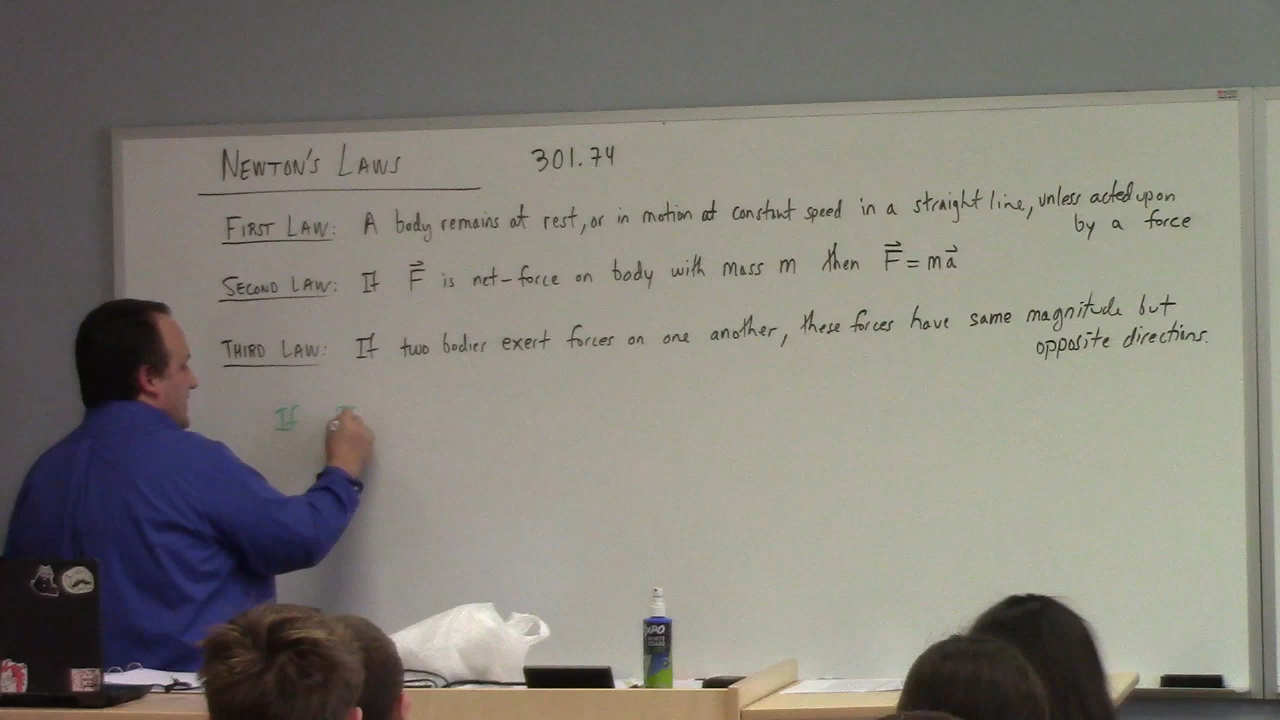 NEWTON'S LAWS 301.74
FIRST LAW: A body remains at rest, or in motion at constant speed in a straight line, unless acted upon
by a force
SECOND LAW: If F⃗ is net-force on body with mass m then F⃗ = ma⃗
THIRD LAW: If two bodies exert forces on one another, these forces have same magnitude but
opposite directions.
If
EXPO